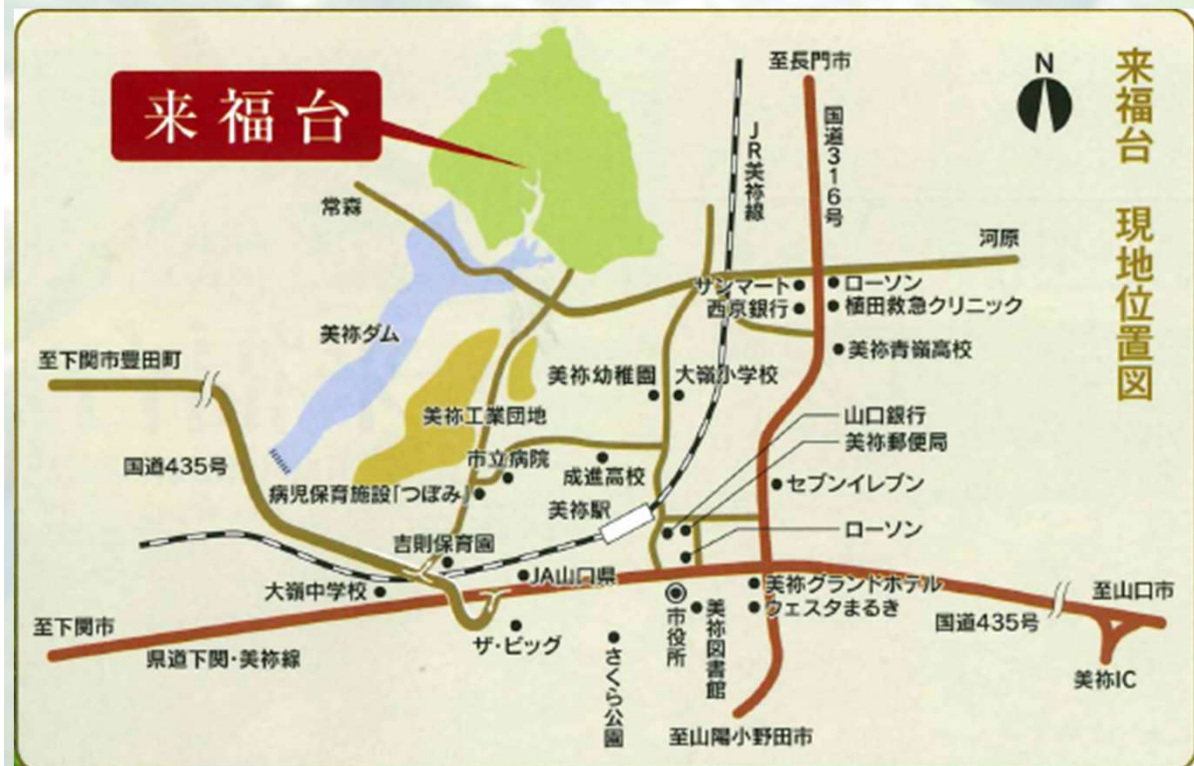 来福台 現地位置図
N
来福台
至長門市
国道316号
JR美祢線
常森
河原
サンマート
ローソン
西京銀行
植田救急クリニック
美祢ダム
美祢青嶺高校
至下関市豊田町
美祢幼稚園
大嶺小学校
山口銀行
美祢工業団地
美祢郵便局
国道435号
市立病院
成進高校
セブンイレブン
病児保育施設「つぼみ」
美祢駅
ローソン
吉則保育園
JA山口県
大嶺中学校
美祢グランドホテル
至山口市
ウェスタまるき
至下関市
国道435号
ザ・ビッグ
市役所
美祢図書館
県道下関・美祢線
さくら公園
美祢IC
至山陽小野田市